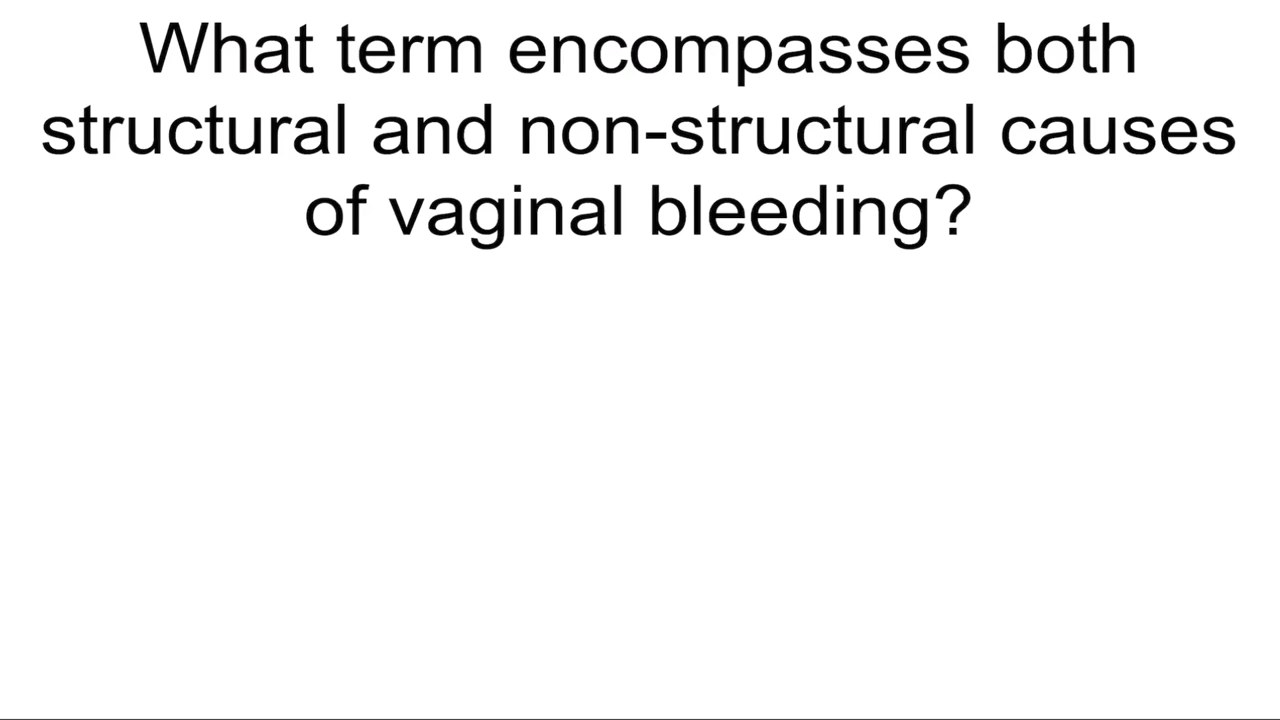 What term encompasses both
structural and non-structural causes
of vaginal bleeding?